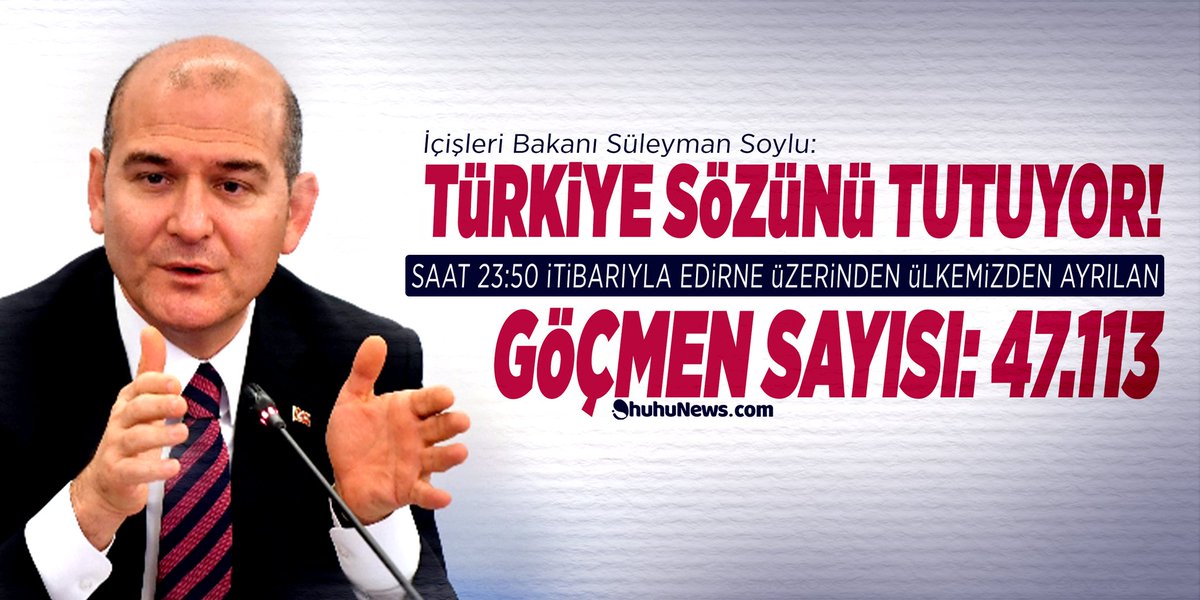 İçişleri Bakanı Süleyman Soylu:
TÜRKİYE SÖZÜNÜ TUTUYOR!
SAAT 23:50 İTİBARIYLA EDİRNE ÜZERİNDEN ÜLKEMİZDEN AYRILAN
GÖÇMEN SAYISI: 47.113
ShuhuNews.com